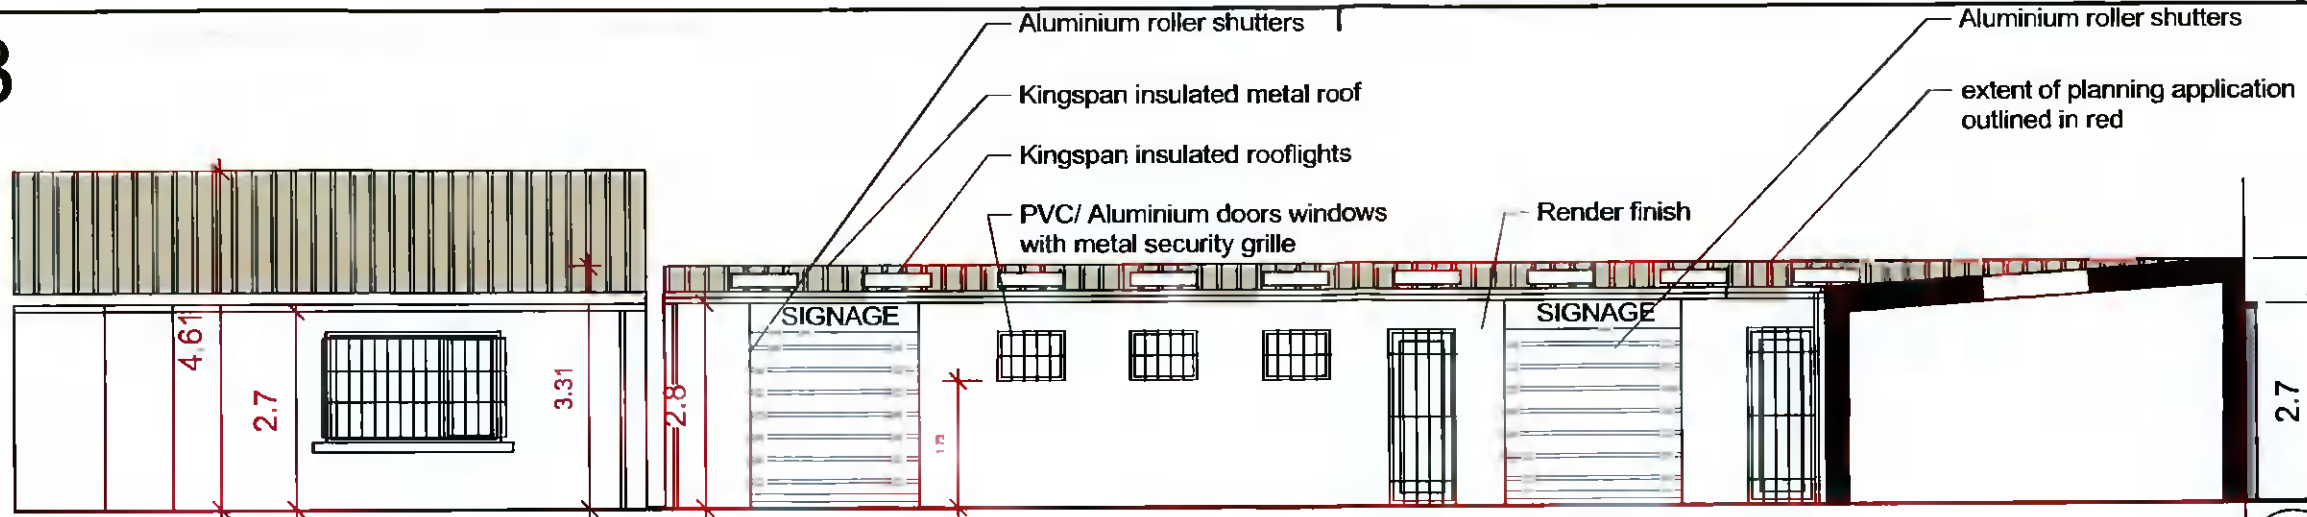 Aluminium roller shutters
Kingspan insulated metal roof
Kingspan insulated rooflights
PVC/ Aluminium doors windows
with metal security grille
Render finish
Aluminium roller shutters
extent of planning application
outlined in red
SIGNAGE
SIGNAGE
4.61
2.7
3.31
2.8
2.7